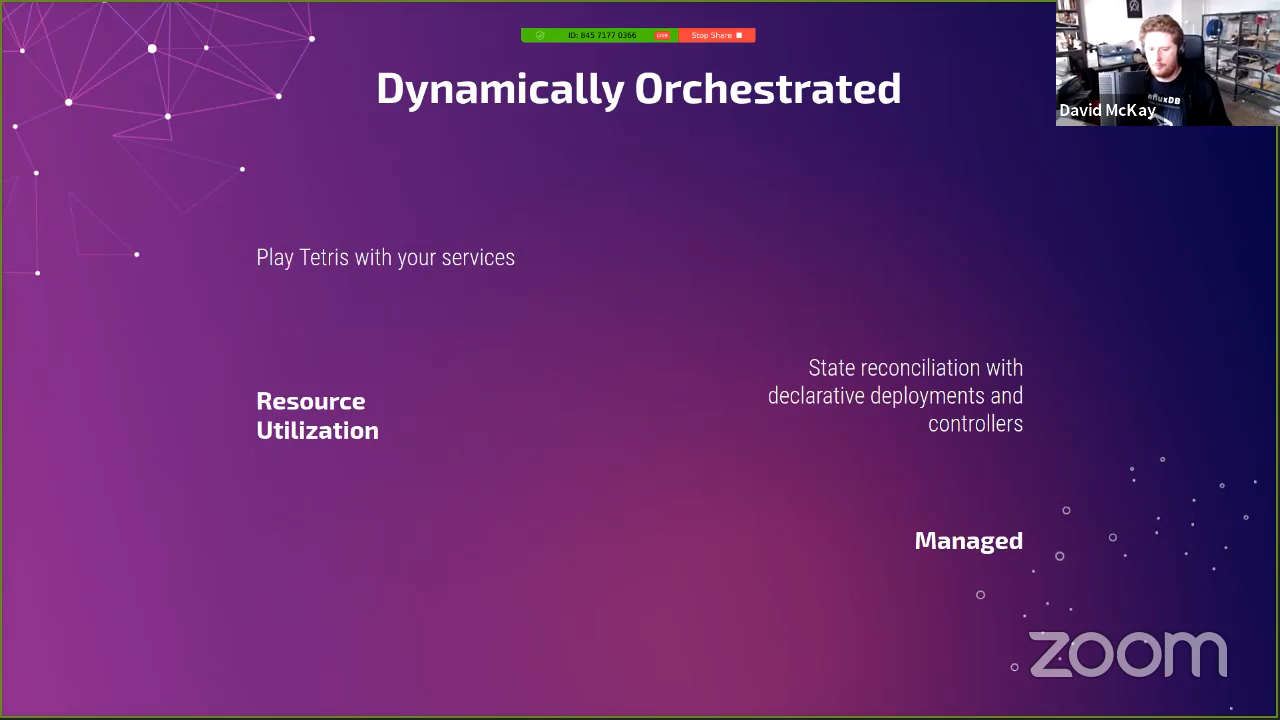 ID: 845 7177 0366 LIVE Stop Share
Dynamically Orchestrated
fluxDB
David McKay
Play Tetris with your services
State reconciliation with
declarative deployments and
controllers
Resource
Utilization
Managed
zoom